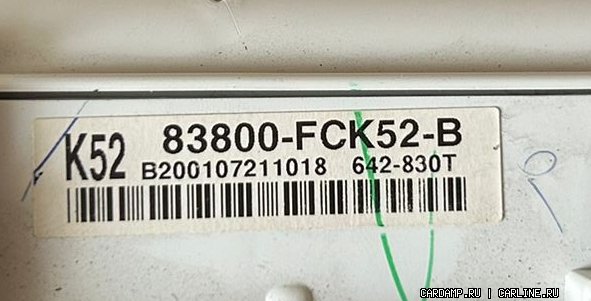 K52 83800-FCK52-B
B200107211018 642-830T
CARDAMP.RU | CARLINE.RU